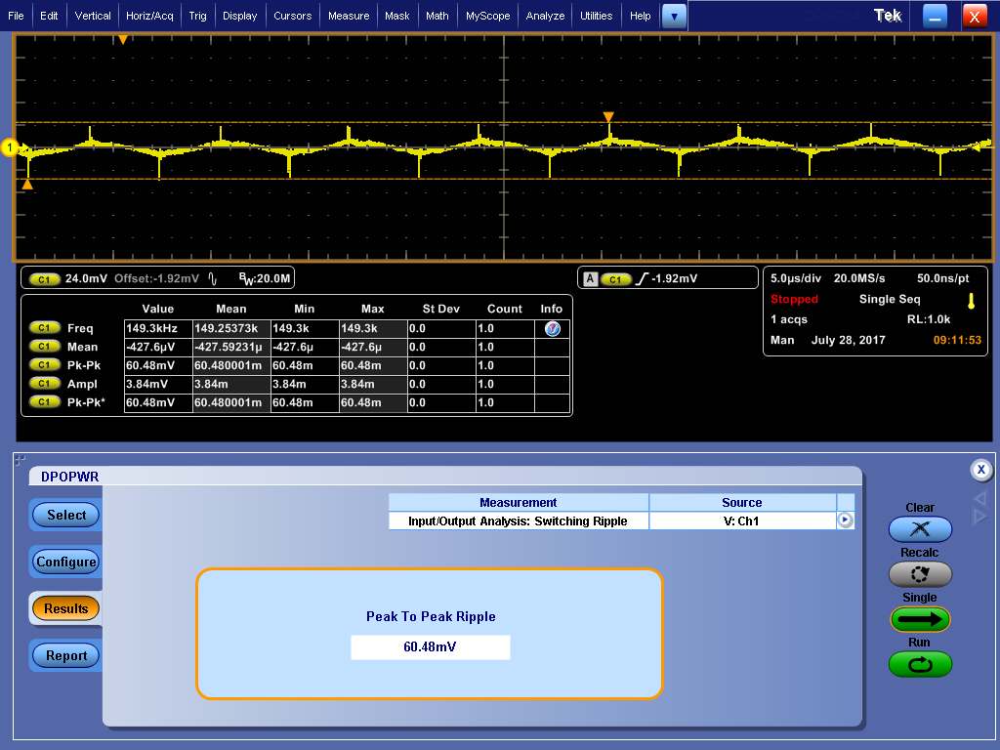 File Edit Vertical Horiz/Acq Trig Display Cursors Measure Mask Math MyScope Analyze Utilities Help Tek X
1
C1 24.0mV Offset:-1.92mV BW:20.0M
A C1 -1.92mV
5.0µs/div 20.0MS/s 50.0ns/pt
Stopped Single Seq
1 acqs RL:1.0k
Man July 28, 2017 09:11:53
Value Mean Min Max St Dev Count Info
C1 Freq 149.3kHz 149.25373k 149.3k 149.3k 0.0 1.0
C1 Mean -427.6µV -427.59231µ -427.6µ -427.6µ 0.0 1.0
C1 Pk-Pk 60.48mV 60.480001m 60.48m 60.48m 0.0 1.0
C1 Ampl 3.84mV 3.84m 3.84m 3.84m 0.0 1.0
C1 Pk-Pk* 60.48mV 60.480001m 60.48m 60.48m 0.0 1.0
DPOPWR X
Select
Configure
Results
Report
Measurement Source
Input/Output Analysis: Switching Ripple V: Ch1
Peak To Peak Ripple
60.48mV
Clear
Recalc
Single
Run